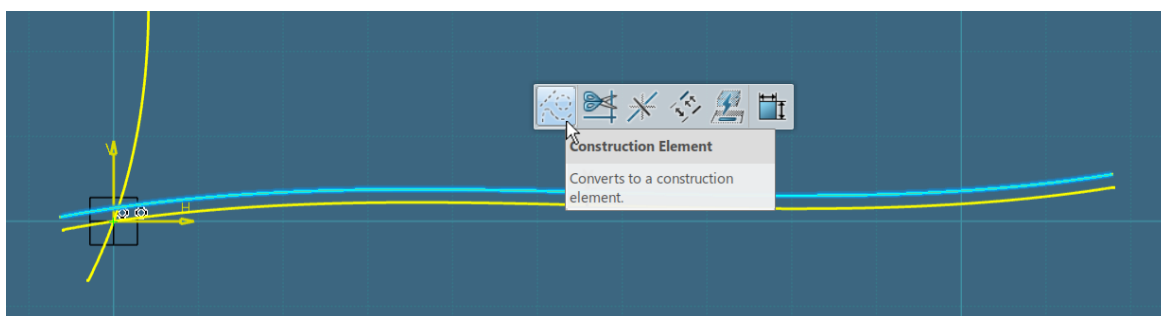 V
H
Construction Element
Converts to a construction
element.